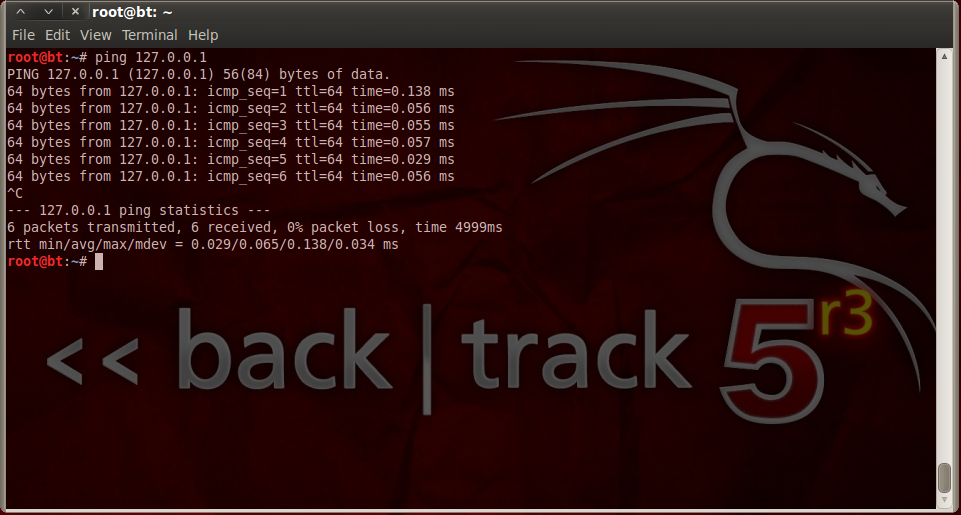 root@bt: ~
File Edit View Terminal Help
root@bt:~# ping 127.0.0.1
PING 127.0.0.1 (127.0.0.1) 56(84) bytes of data.
64 bytes from 127.0.0.1: icmp_seq=1 ttl=64 time=0.138 ms
64 bytes from 127.0.0.1: icmp_seq=2 ttl=64 time=0.056 ms
64 bytes from 127.0.0.1: icmp_seq=3 ttl=64 time=0.055 ms
64 bytes from 127.0.0.1: icmp_seq=4 ttl=64 time=0.057 ms
64 bytes from 127.0.0.1: icmp_seq=5 ttl=64 time=0.029 ms
64 bytes from 127.0.0.1: icmp_seq=6 ttl=64 time=0.056 ms
^C
--- 127.0.0.1 ping statistics ---
6 packets transmitted, 6 received, 0% packet loss, time 4999ms
rtt min/avg/max/mdev = 0.029/0.065/0.138/0.034 ms
root@bt:~#
<< back|track 5 r3